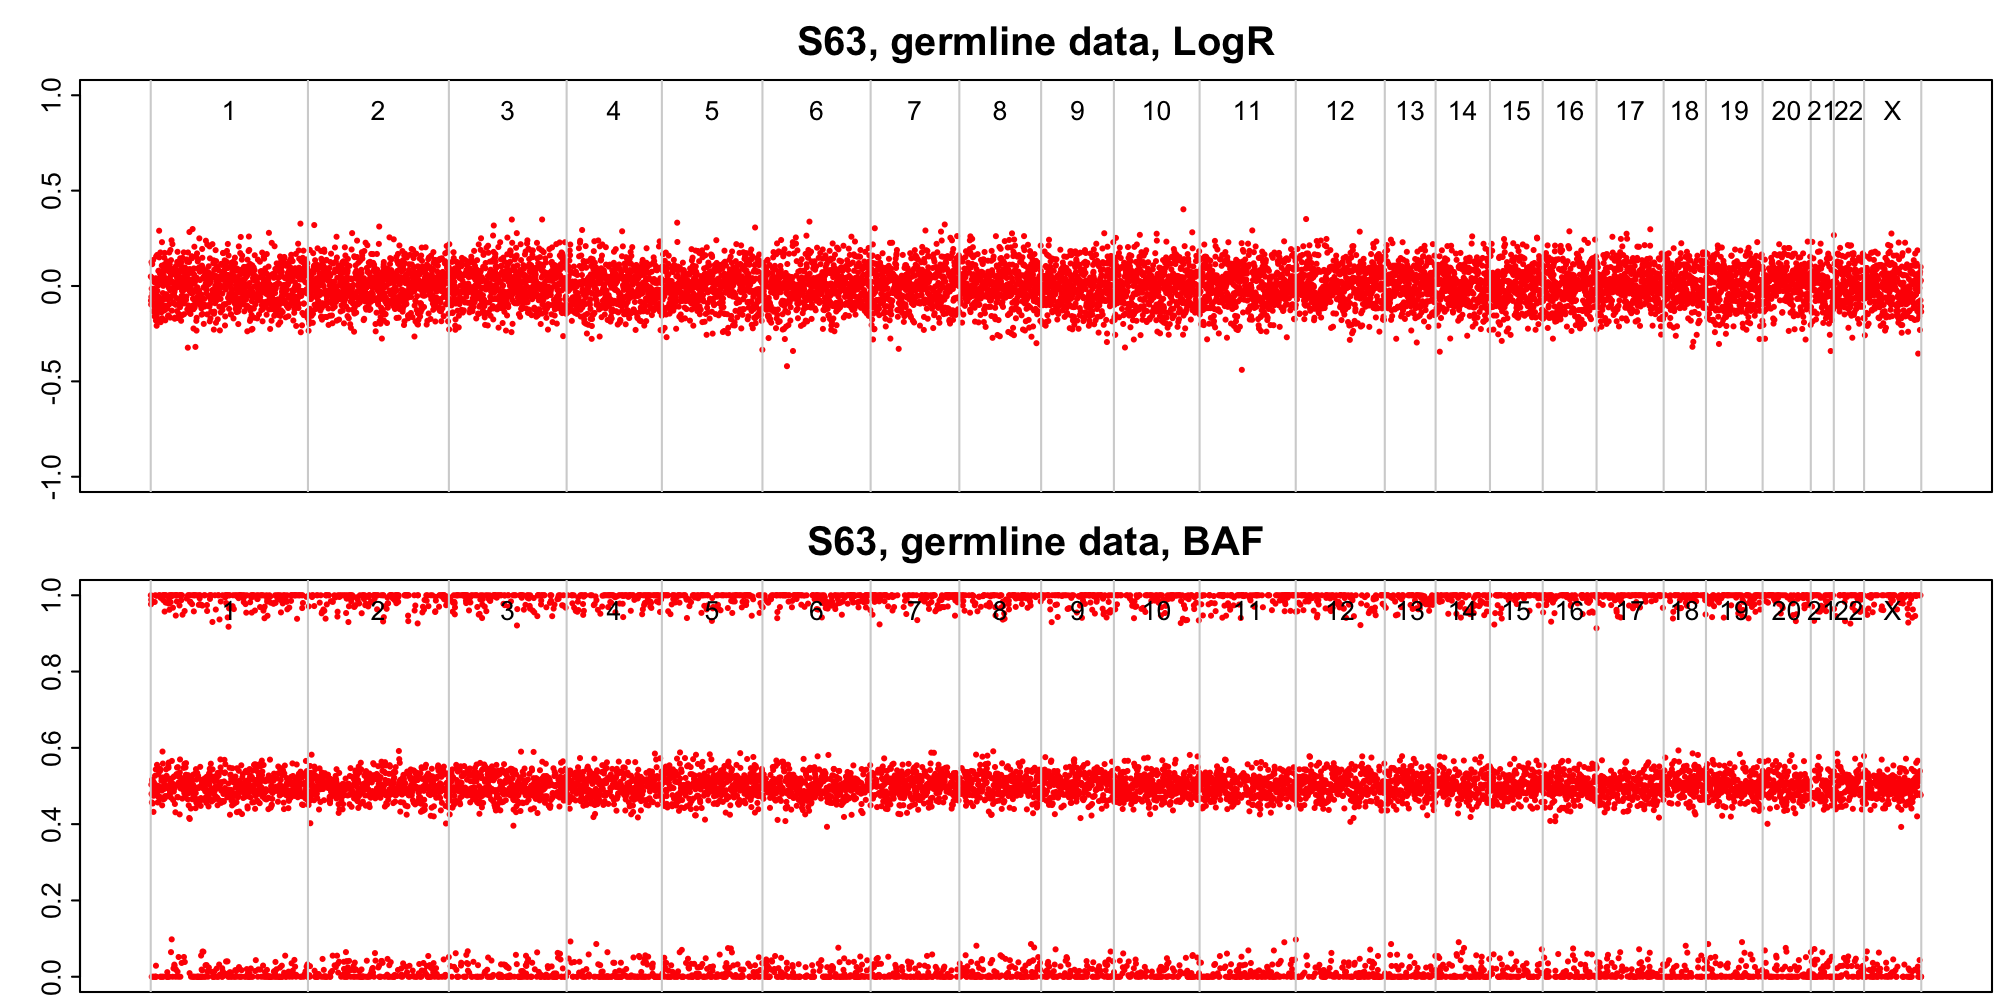 S63, germline data, LogR
1.0
0.5
0.0
-0.5
-1.0
1 2 3 4 5 6 7 8 9 10 11 12 13 14 15 16 17 18 19 20 21 22 X
S63, germline data, BAF
1.0
0.8
0.6
0.4
0.2
0.0
1 2 3 4 5 6 7 8 9 10 11 12 13 14 15 16 17 18 19 20 21 22 X